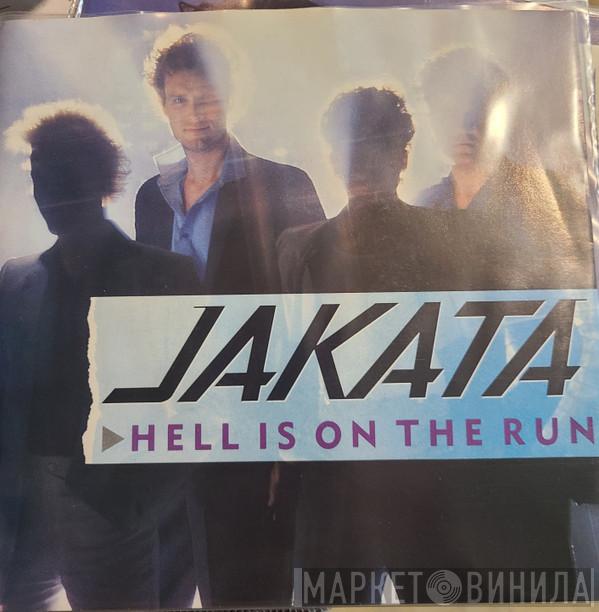 JAKATA
HELL IS ON THE RUN
МАРКЕТ ВИНИЛА